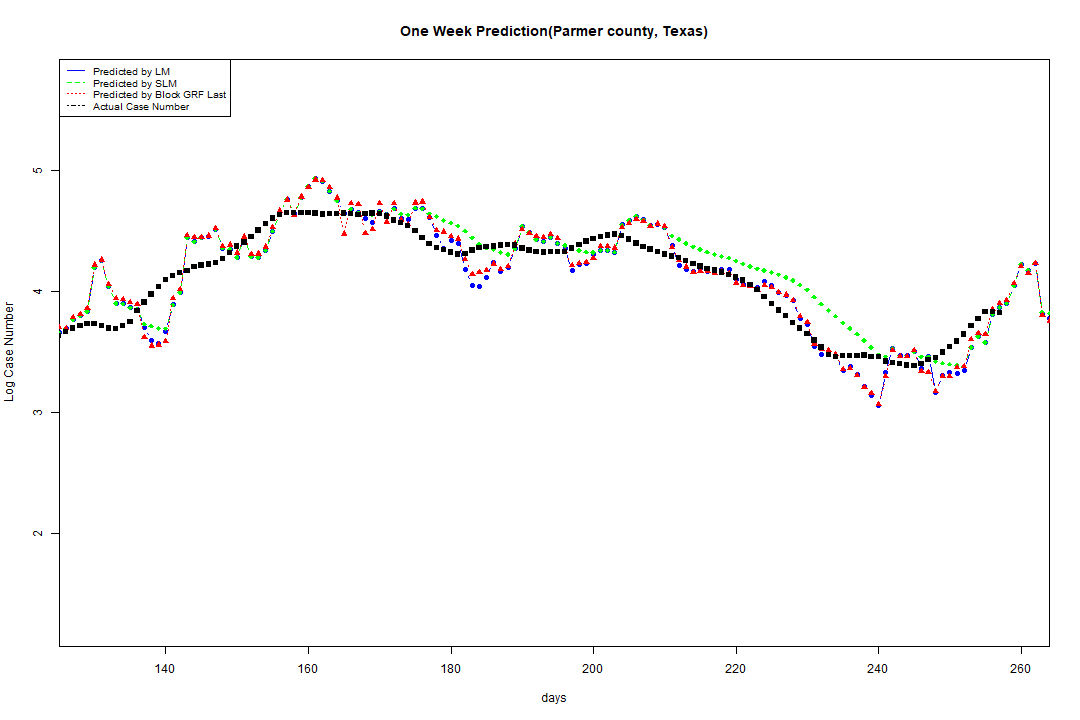 One Week Prediction(Parmer county, Texas)
Predicted by LM
Predicted by SLM
Predicted by Block GRF Last
Actual Case Number
5
4
3
2
Log Case Number
140 160 180 200 220 240 260
days